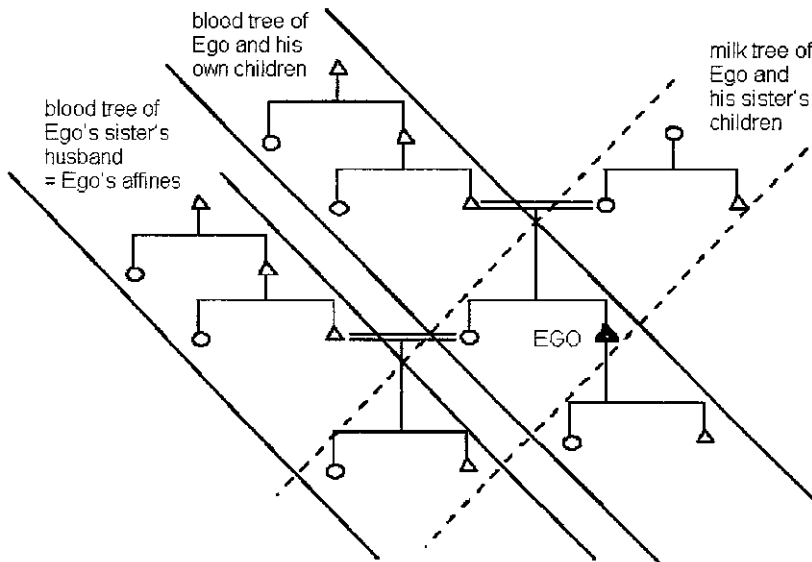 blood tree of
Ego and his
own children
milk tree of
Ego and
his sister's
children
blood tree of
Ego's sister's
husband
= Ego's affines
EGO